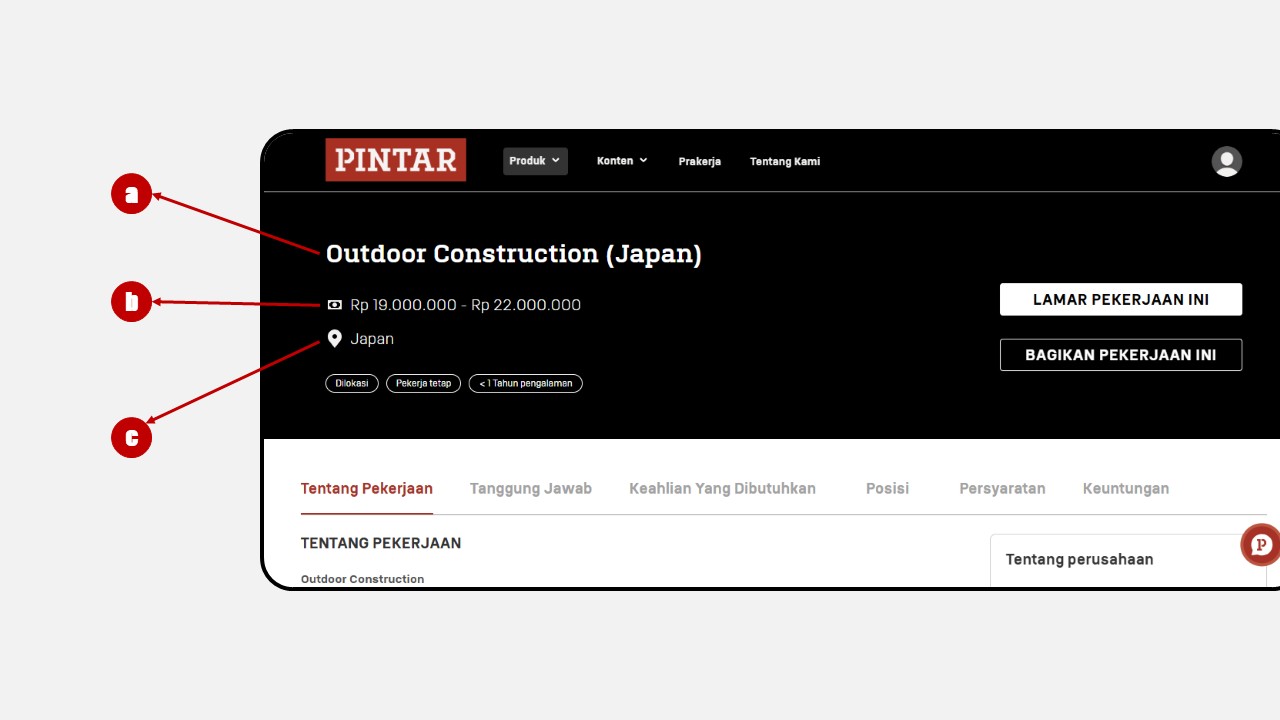 PINTAR
Produk
Konten
Prakerja
Tentang Kami
a
Outdoor Construction (Japan)
b
Rp 19.000.000 - Rp 22.000.000
LAMAR PEKERJAAN INI
Japan
BAGIKAN PEKERJAAN INI
Dilokasi
Pekerja tetap
< 1 Tahun pengalaman
c
Tentang Pekerjaan
Tanggung Jawab
Keahlian Yang Dibutuhkan
Posisi
Persyaratan
Keuntungan
TENTANG PEKERJAAN
Tentang perusahaan
P
Outdoor Construction